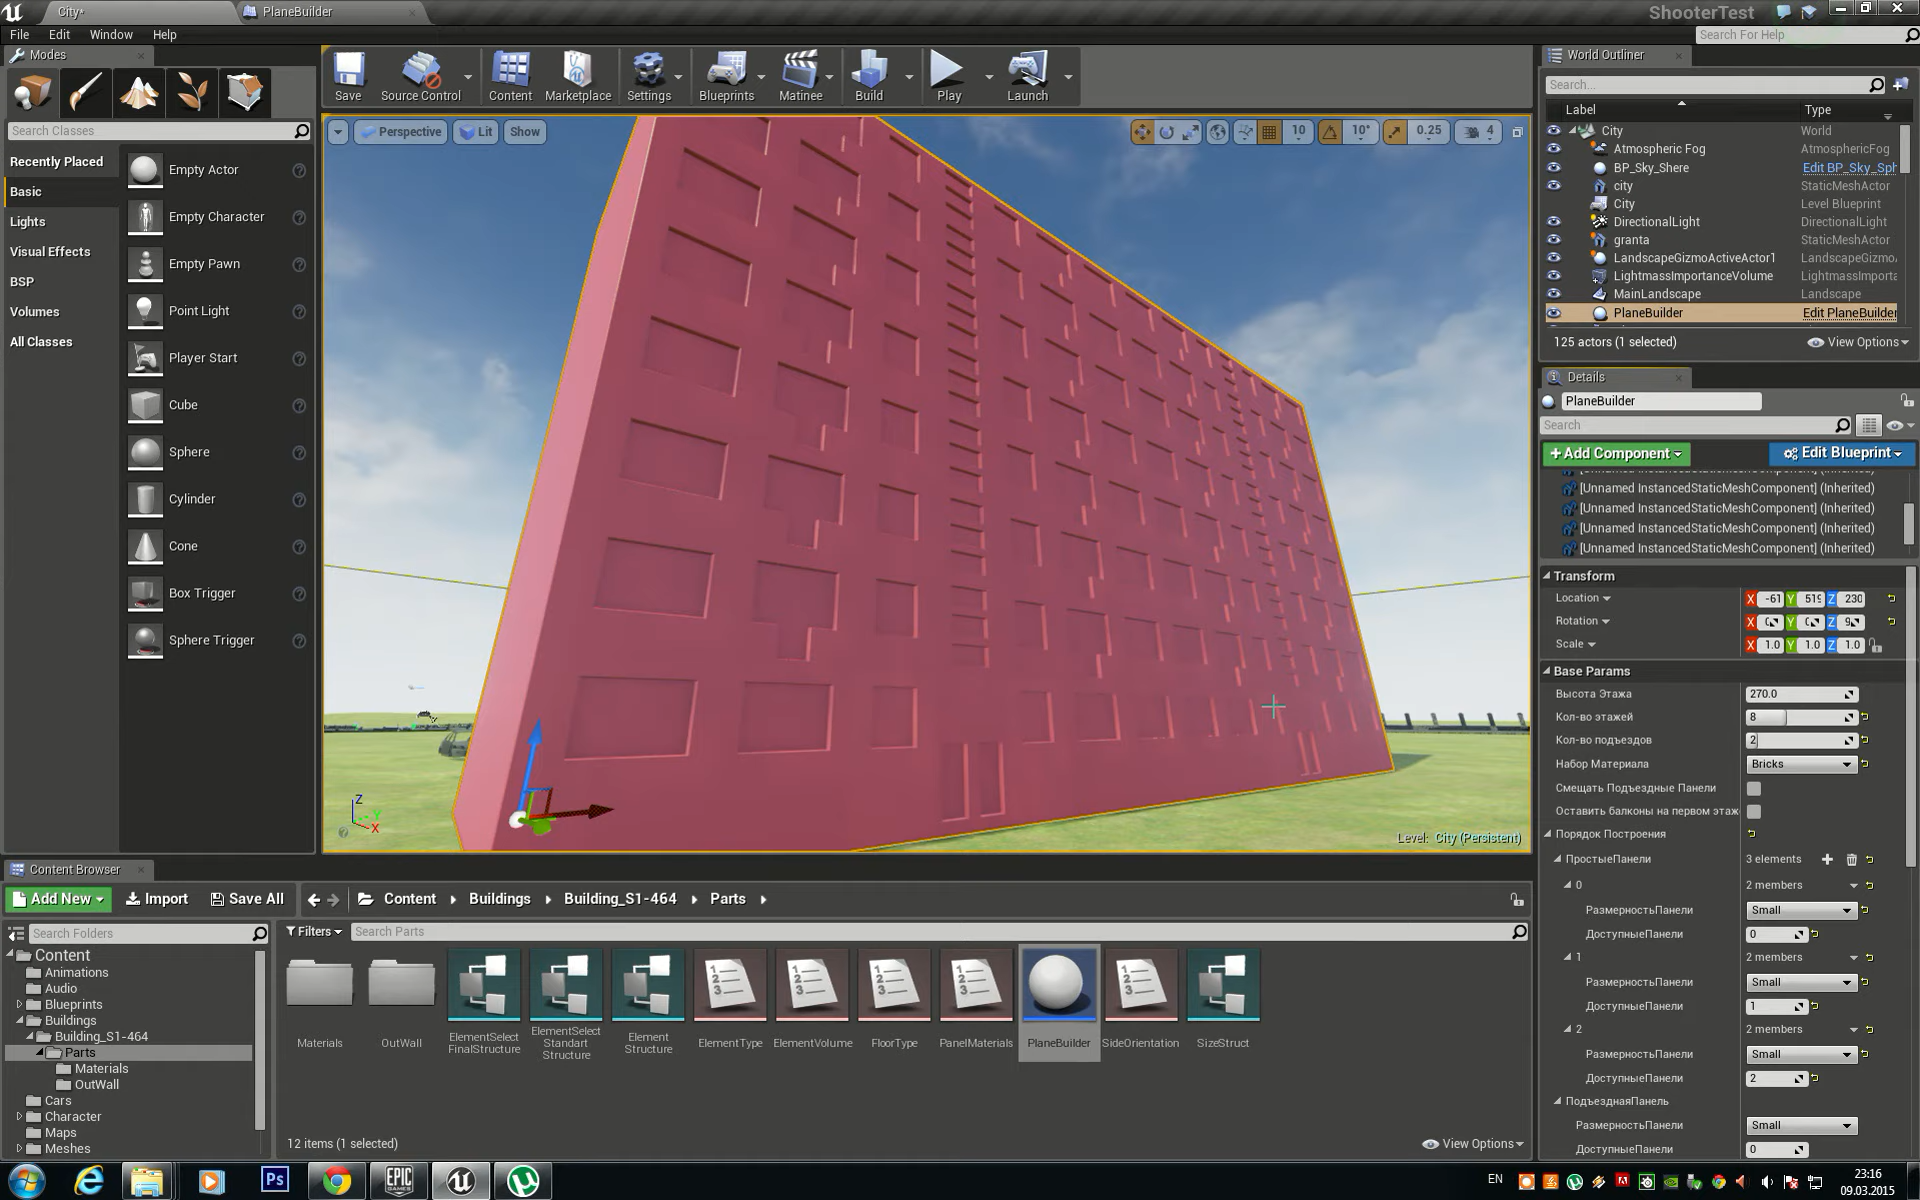 City*
PlaneBuilder
ShooterTest
File
Edit
Window
Help
Search For Help
Modes
Search Classes
Recently Placed
Basic
Lights
Visual Effects
BSP
Volumes
All Classes
Empty Actor
Empty Character
Empty Pawn
Point Light
Player Start
Cube
Sphere
Cylinder
Cone
Box Trigger
Sphere Trigger
Save
Source Control
Content
Marketplace
Settings
Blueprints
Matinee
Build
Play
Launch
Perspective
Lit
Show
10
10°
0.25
4
Z
Y
X
Level: City (Persistent)
World Outliner
Search...
Label
Type
City
World
Atmospheric Fog
AtmosphericFog
BP_Sky_Shere
Edit BP_Sky_Sph
city
StaticMeshActor
City
Level Blueprint
DirectionalLight
DirectionalLight
granta
StaticMeshActor
LandscapeGizmoActiveActor1
LandscapeGizmo
LightmassImportanceVolume
LightmassImporta
MainLandscape
Landscape
PlaneBuilder
Edit PlaneBuilder
125 actors (1 selected)
View Options
Details
PlaneBuilder
Search
+Add Component
Edit Blueprint
[Unnamed InstancedStaticMeshComponent] (Inherited)
[Unnamed InstancedStaticMeshComponent] (Inherited)
[Unnamed InstancedStaticMeshComponent] (Inherited)
[Unnamed InstancedStaticMeshComponent] (Inherited)
[Unnamed InstancedStaticMeshComponent] (Inherited)
Transform
Location
X -61 Y 519 Z 230
Rotation
X Y Z
Scale
X 1.0 Y 1.0 Z 1.0
Base Params
Высота Этажа
270.0
Кол-во этажей
8
Кол-во подъездов
2
Набор Материала
Bricks
Смещать Подъездные Панели
Оставить балконы на первом этаж
Порядок Построения
ПростыеПанели
3 elements
0
2 members
РазмерностьПанели
Small
ДоступныеПанели
0
1
2 members
РазмерностьПанели
Small
ДоступныеПанели
1
2
2 members
РазмерностьПанели
Small
ДоступныеПанели
2
ПодъезднаяПанель
РазмерностьПанели
Small
ДоступныеПанели
0
Content Browser
Add New
Import
Save All
Content
Buildings
Building_S1-464
Parts
Search Folders
Filters
Search Parts
Content
Animations
Audio
Blueprints
Buildings
Building_S1-464
Parts
Materials
OutWall
Cars
Character
Maps
Meshes
Materials
OutWall
ElementSelect
FinalStructure
ElementSelect
Standart
Structure
Element
Structure
ElementType
ElementVolume
FloorType
PanelMaterials
PlaneBuilder
SideOrientation
SizeStruct
12 items (1 selected)
View Options
Ps
EPIC
GAMES
EN
23:16
09.03.2015